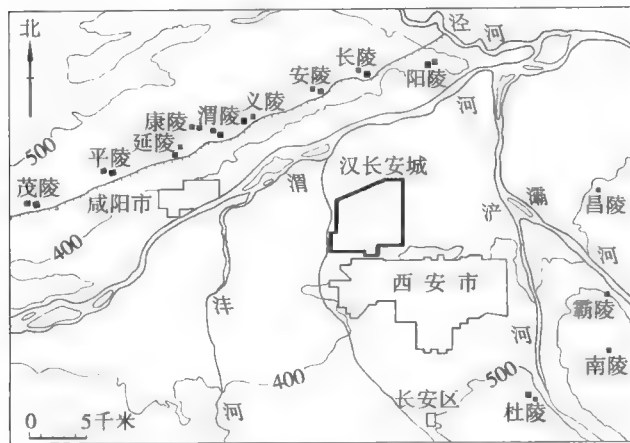 北
泾
河
长陵
阳陵
安陵
河
义陵
渭陵
康陵
延陵
500
平陵
汉长安城
渭
灞
茂陵
咸阳市
昌陵
浐
400
河
西安市
沣
霸陵
河
南陵
400
500
长安区
0 5千米
河
杜陵